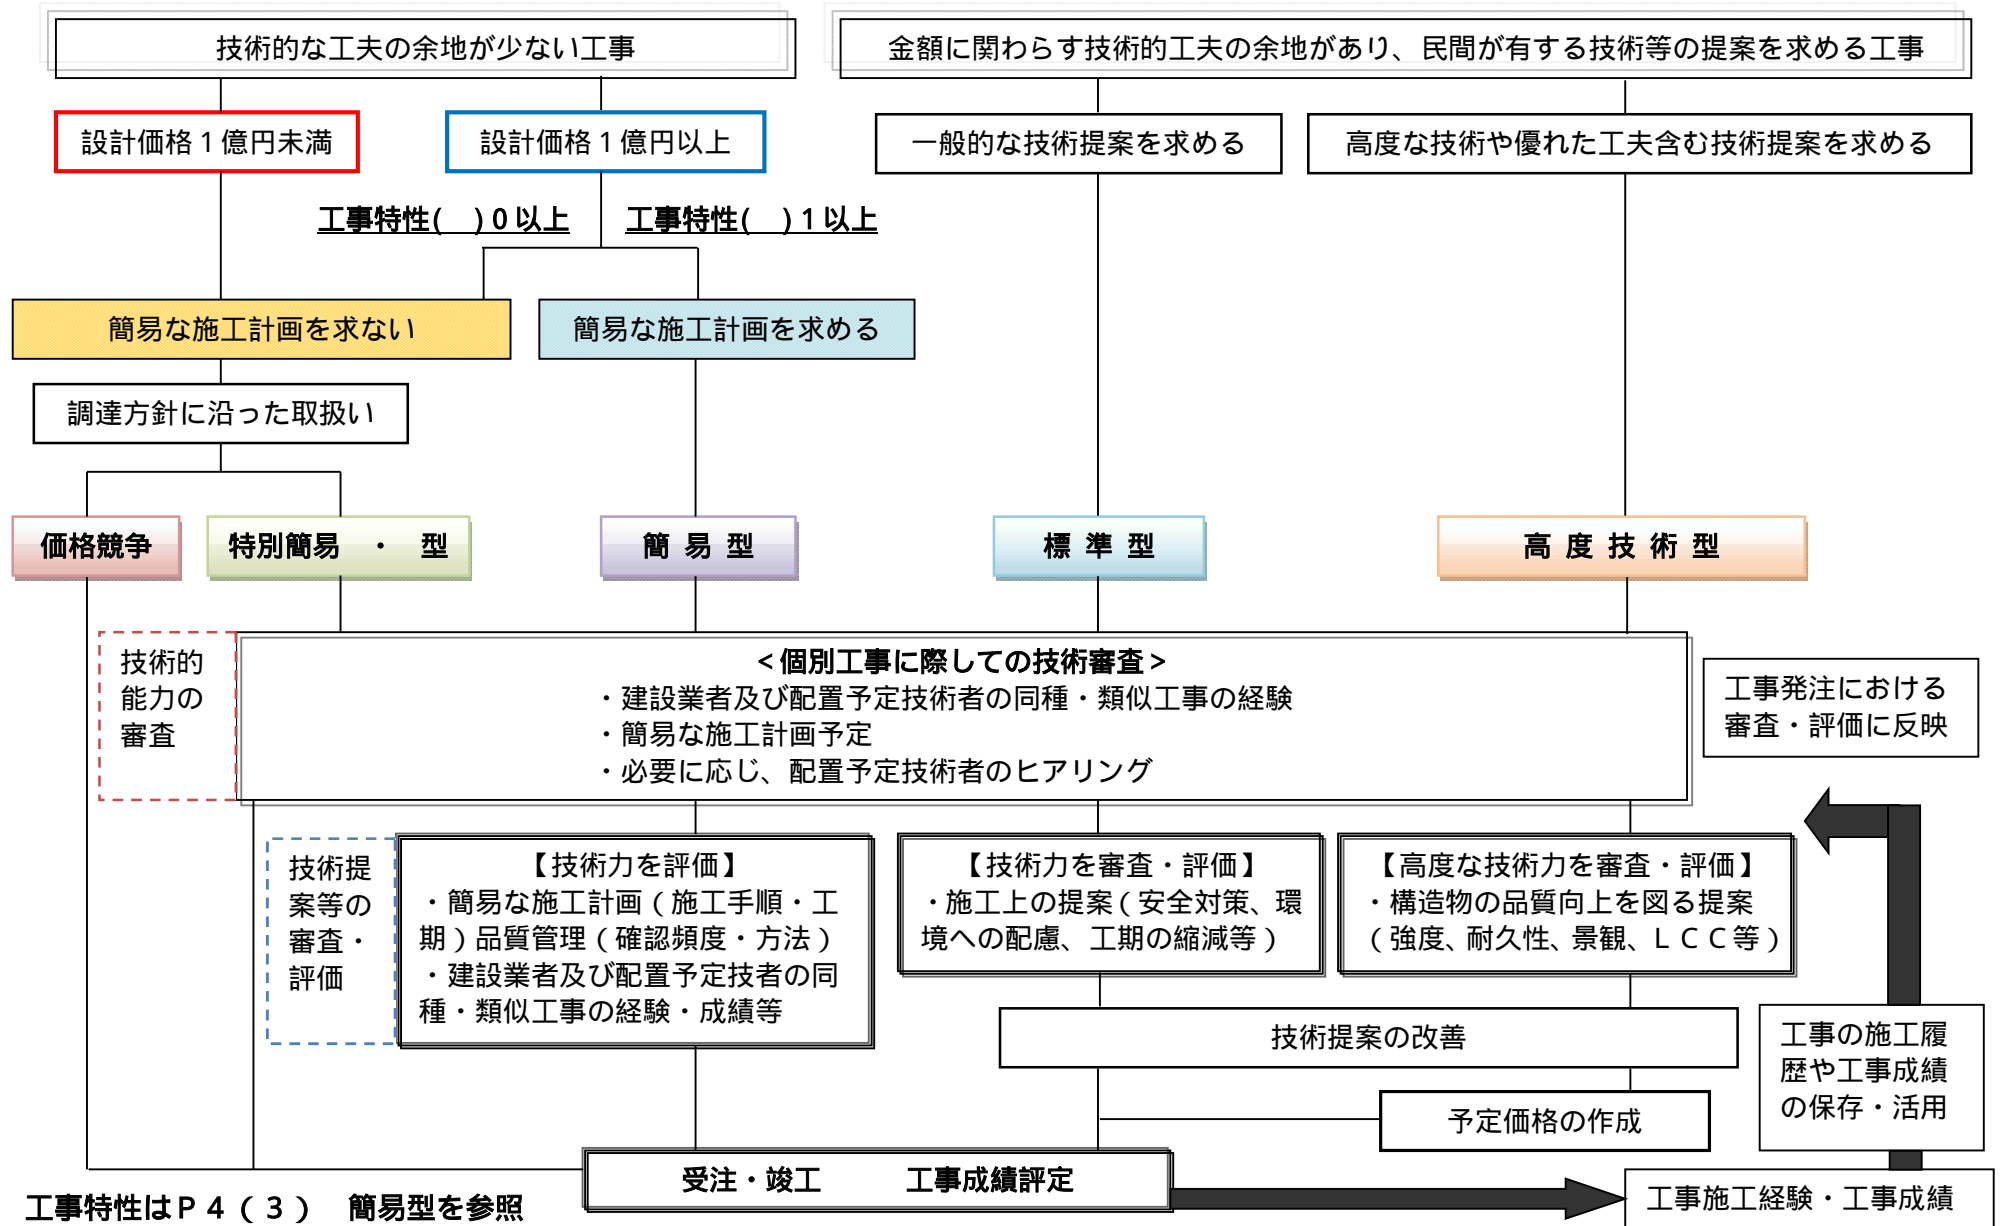 技術的な工夫の余地が少ない工事
金額に関わらす技術的工夫の余地があり、民間が有する技術等の提案を求める工事
設計価格１億円未満
設計価格１億円以上
一般的な技術提案を求める
高度な技術や優れた工夫含む技術提案を求める
工事特性(　)０以上
工事特性(　)１以上
簡易な施工計画を求ない
簡易な施工計画を求める
調達方針に沿った取扱い
価格競争
特別簡易　・　型
簡 易 型
標 準 型
高 度 技 術 型
技術的
能力の
審査
＜個別工事に際しての技術審査＞
・建設業者及び配置予定技術者の同種・類似工事の経験
・簡易な施工計画予定
・必要に応じ、配置予定技術者のヒアリング
工事発注における
審査・評価に反映
技術提
案等の
審査・
評価
【技術力を評価】
・簡易な施工計画（施工手順・工
期）品質管理（確認頻度・方法）
・建設業者及び配置予定技者の同
種・類似工事の経験・成績等
【技術力を審査・評価】
・施工上の提案（安全対策、環
境への配慮、工期の縮減等）
【高度な技術力を審査・評価】
・構造物の品質向上を図る提案
（強度、耐久性、景観、ＬＣＣ等）
技術提案の改善
予定価格の作成
工事の施工履
歴や工事成績
の保存・活用
受注・竣工　　　工事成績評定
工事施工経験・工事成績
工事特性はＰ４（３）　簡易型を参照